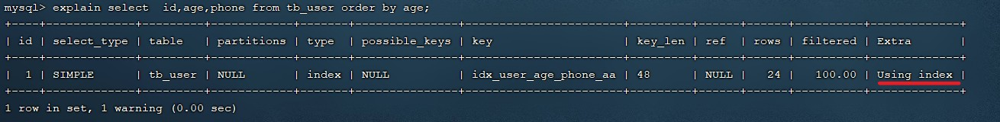 mysql> explain select  id,age,phone from tb_user order by age;
+----+-------------+---------+------------+-------+---------------+----------------------+---------+------+------+----------+-------------+
| id | select_type | table   | partitions | type  | possible_keys | key                  | key_len | ref  | rows | filtered | Extra       |
+----+-------------+---------+------------+-------+---------------+----------------------+---------+------+------+----------+-------------+
|  1 | SIMPLE      | tb_user | NULL       | index | NULL          | idx_user_age_phone_aa | 48      | NULL |   24 |   100.00 | Using index |
+----+-------------+---------+------------+-------+---------------+----------------------+---------+------+------+----------+-------------+
1 row in set, 1 warning (0.00 sec)